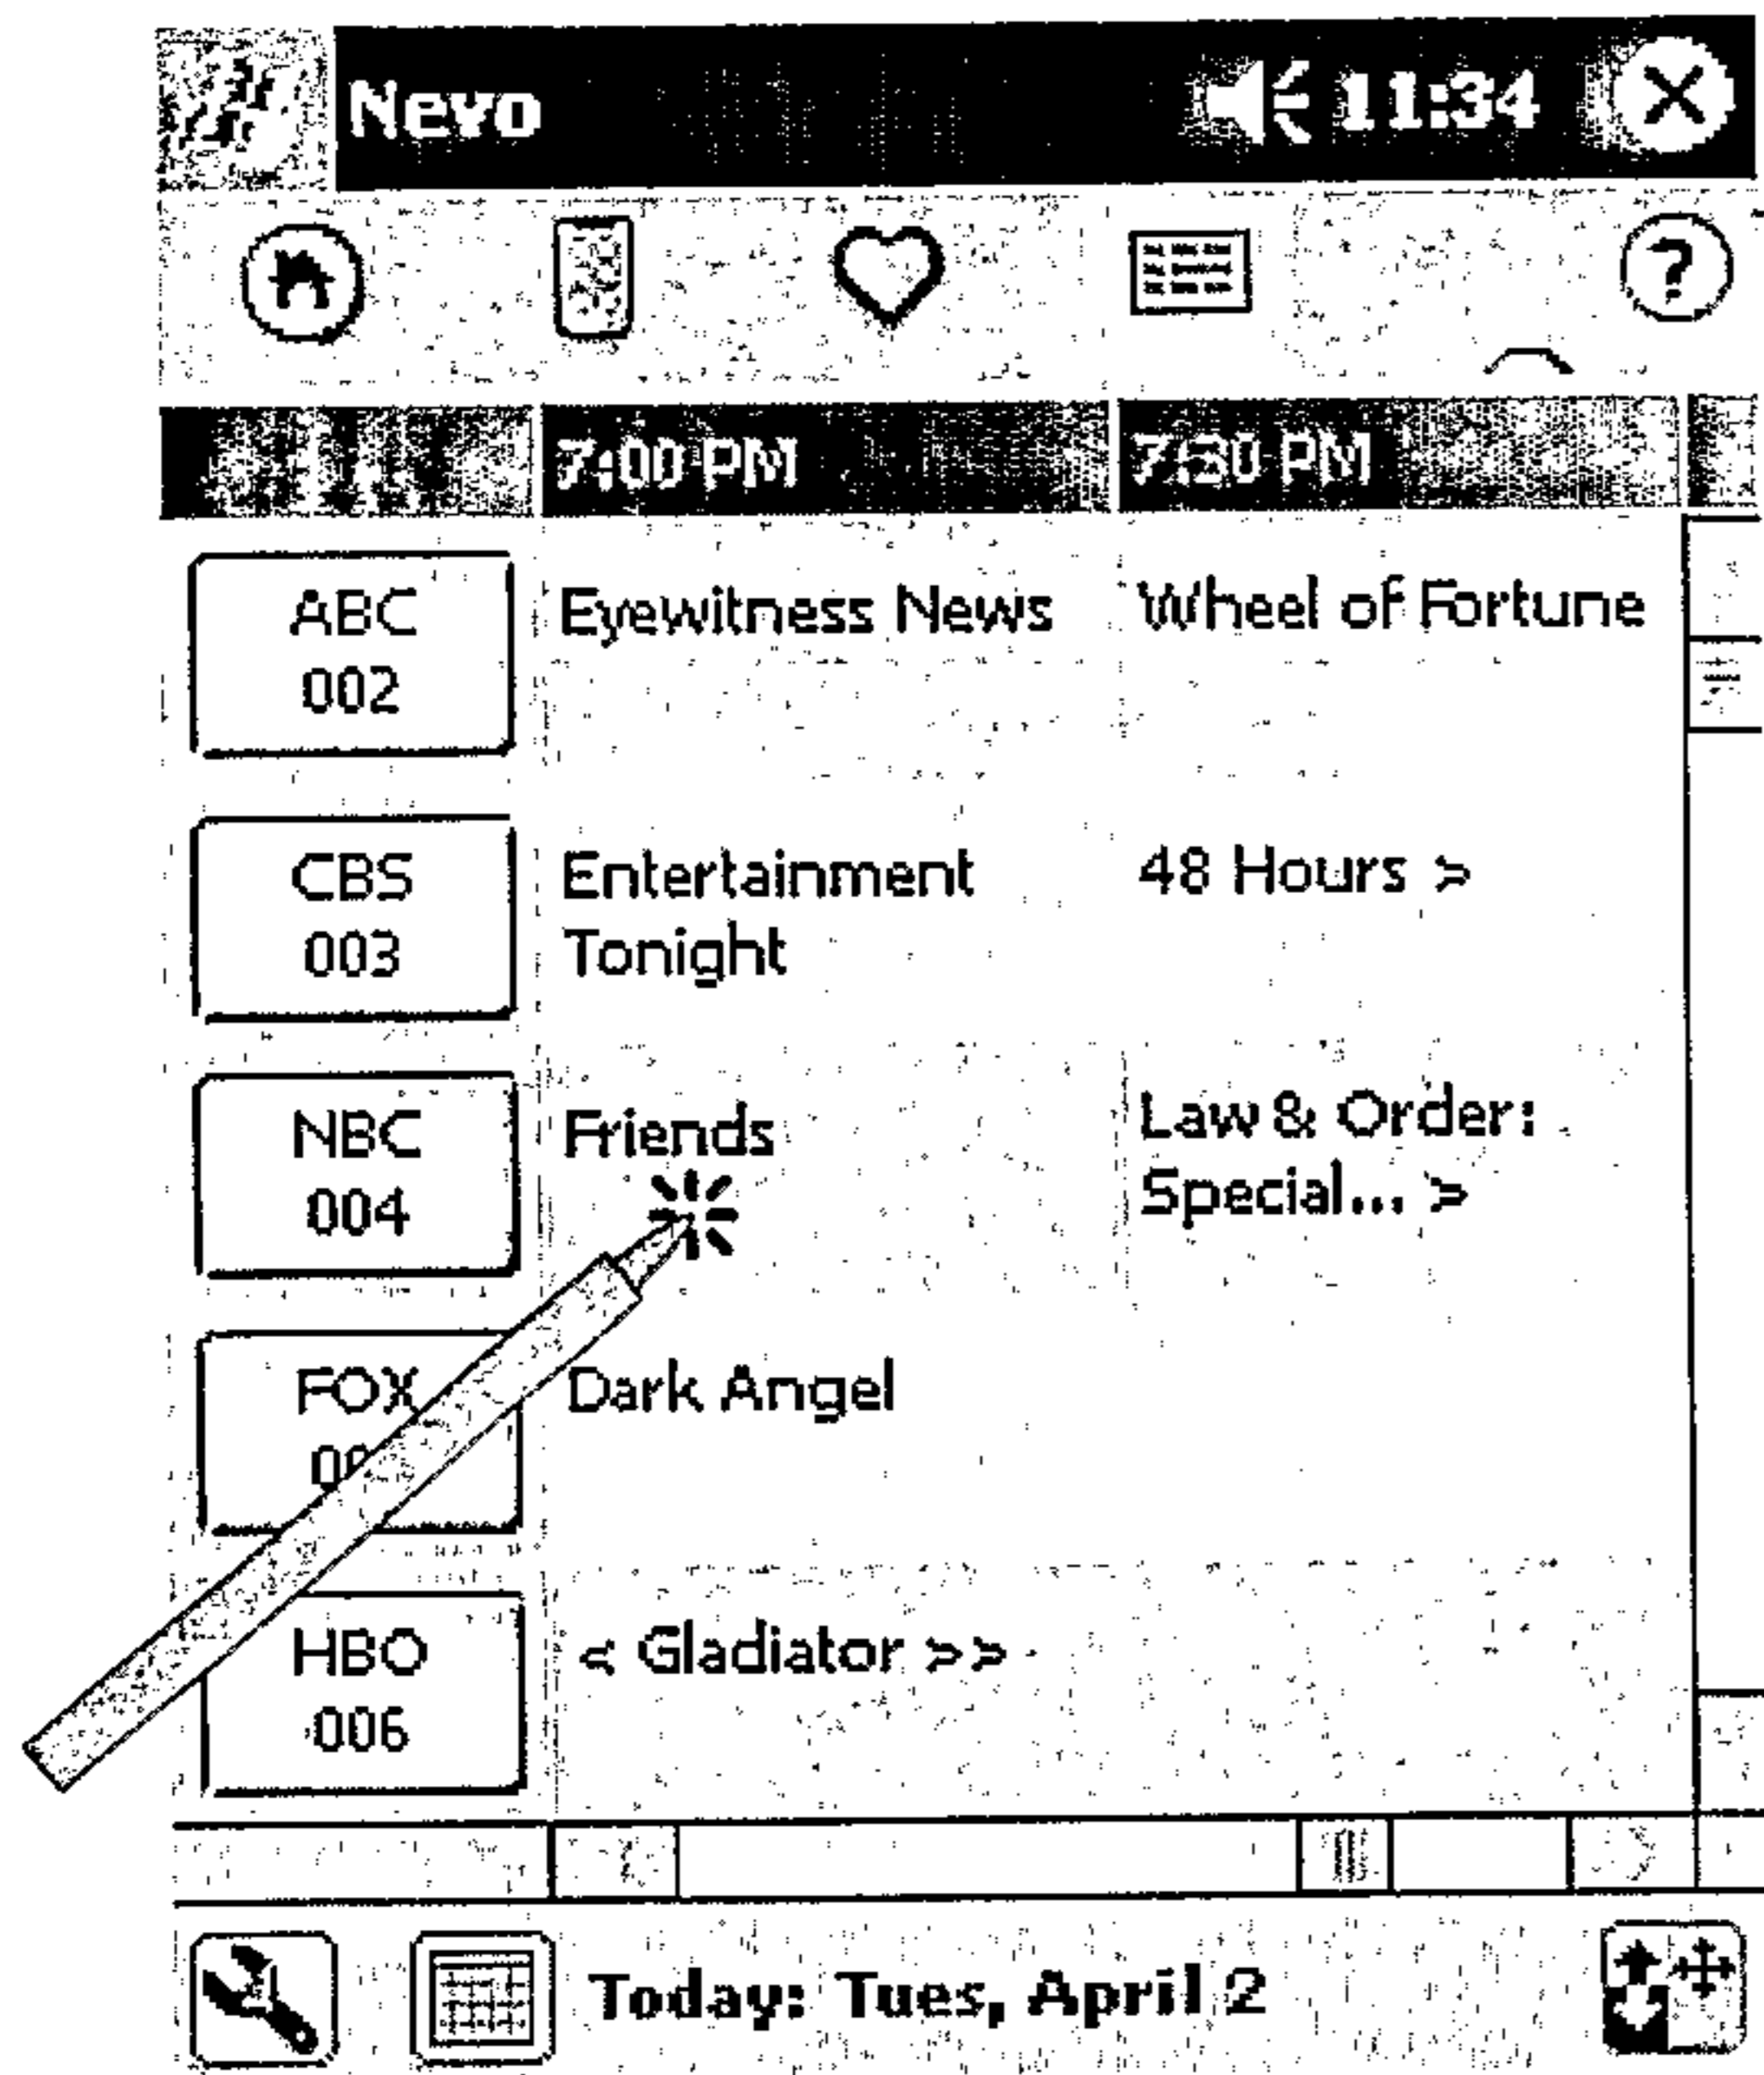 Nevo 11:34
?
7:00 PM 7:30 PM
ABC
002
Eyewitness News
Wheel of Fortune
CBS
003
Entertainment
Tonight
48 Hours >
NBC
004
Friends
Law & Order:
Special... >
FOX
Dark Angel
HBO
006
< Gladiator >>
Today: Tues, April 2